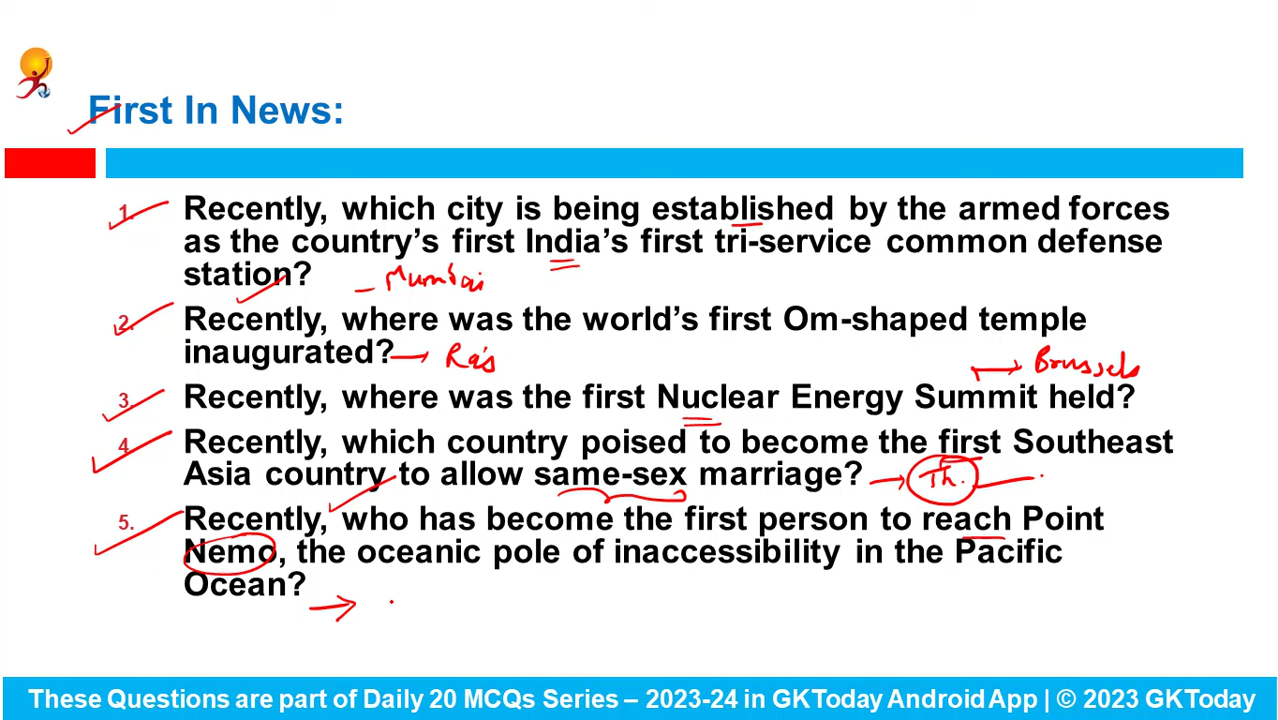 First In News:
1. Recently, which city is being established by the armed forces
as the country's first India's first tri-service common defense
station? – Mumbai
2. Recently, where was the world's first Om-shaped temple
inaugurated? → Ras
→ Brussels
3 Recently, where was the first Nuclear Energy Summit held?
4 Recently, which country poised to become the first Southeast
Asia country to allow same-sex marriage? → Th.
5. Recently, who has become the first person to reach Point
Nemo, the oceanic pole of inaccessibility in the Pacific
Ocean? →
These Questions are part of Daily 20 MCQs Series – 2023-24 in GKToday Android App | © 2023 GKToday